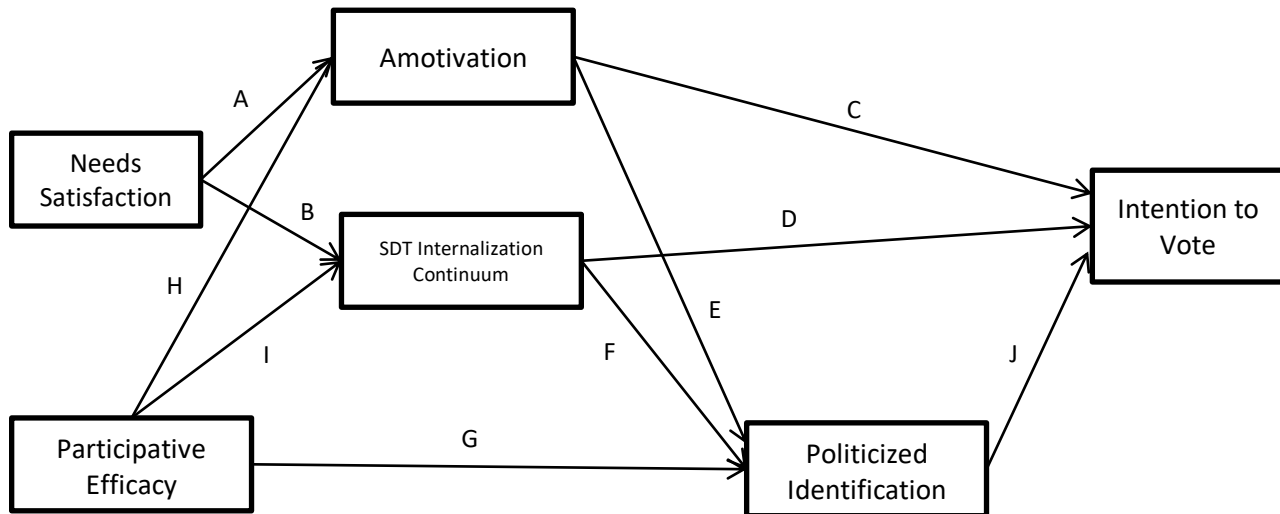 Amotivation
A
C
Needs
Satisfaction
Intention to
Vote
B
D
SDT Internalization
Continuum
H
E
I
F
J
Participative
Efficacy
G
Politicized
Identification